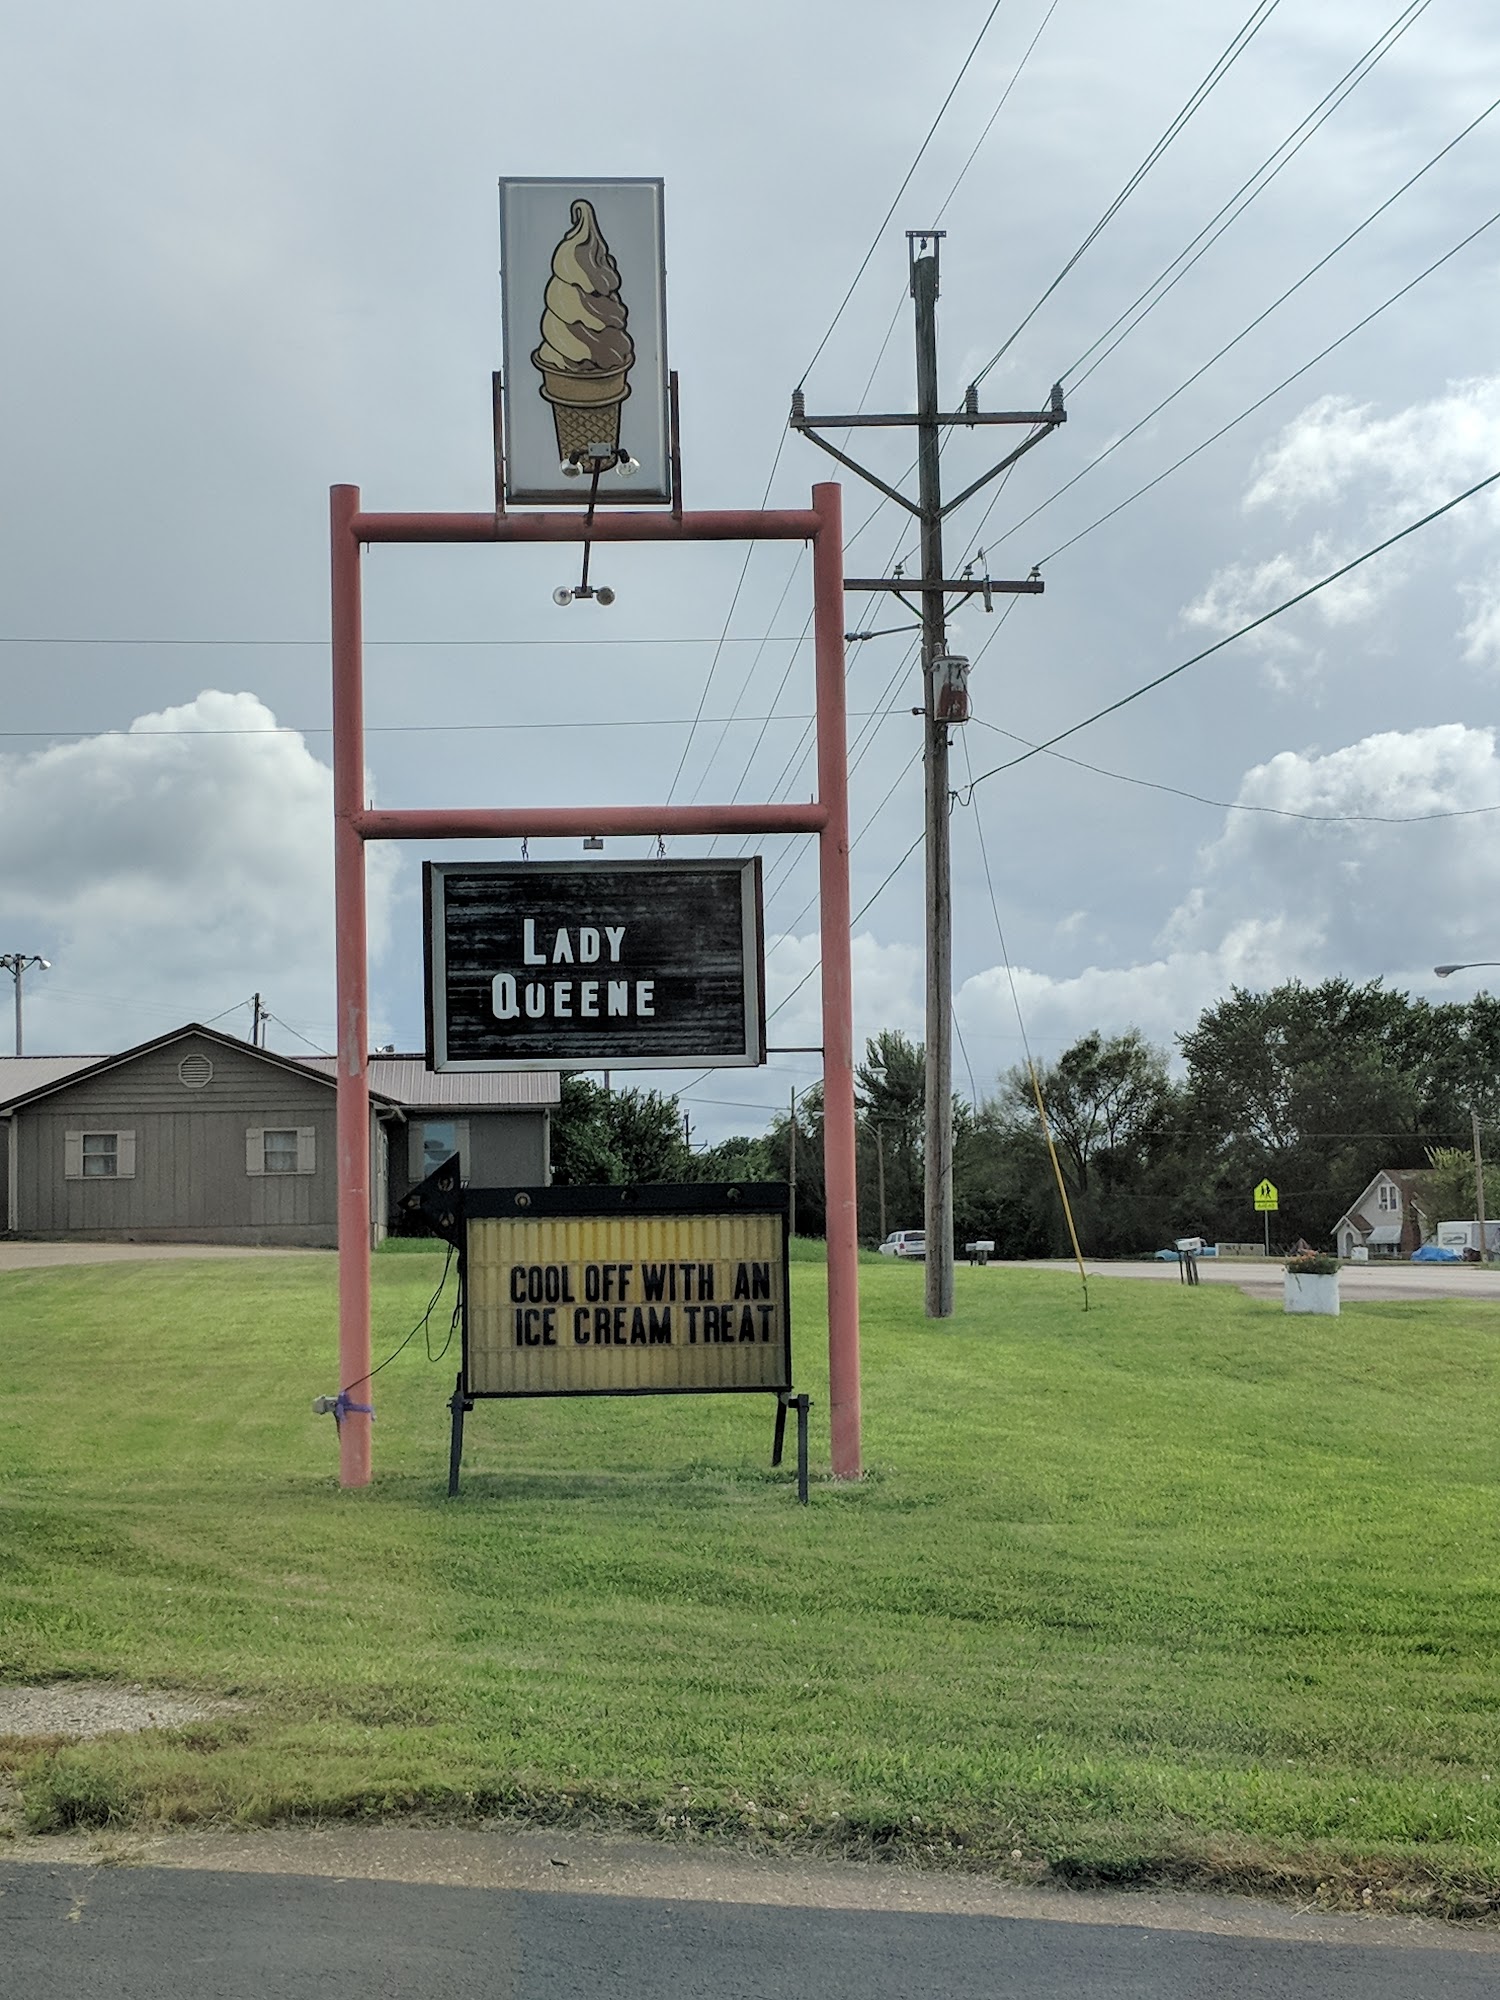 LADY
QUEENE
COOL OFF WITH AN
ICE CREAM TREAT